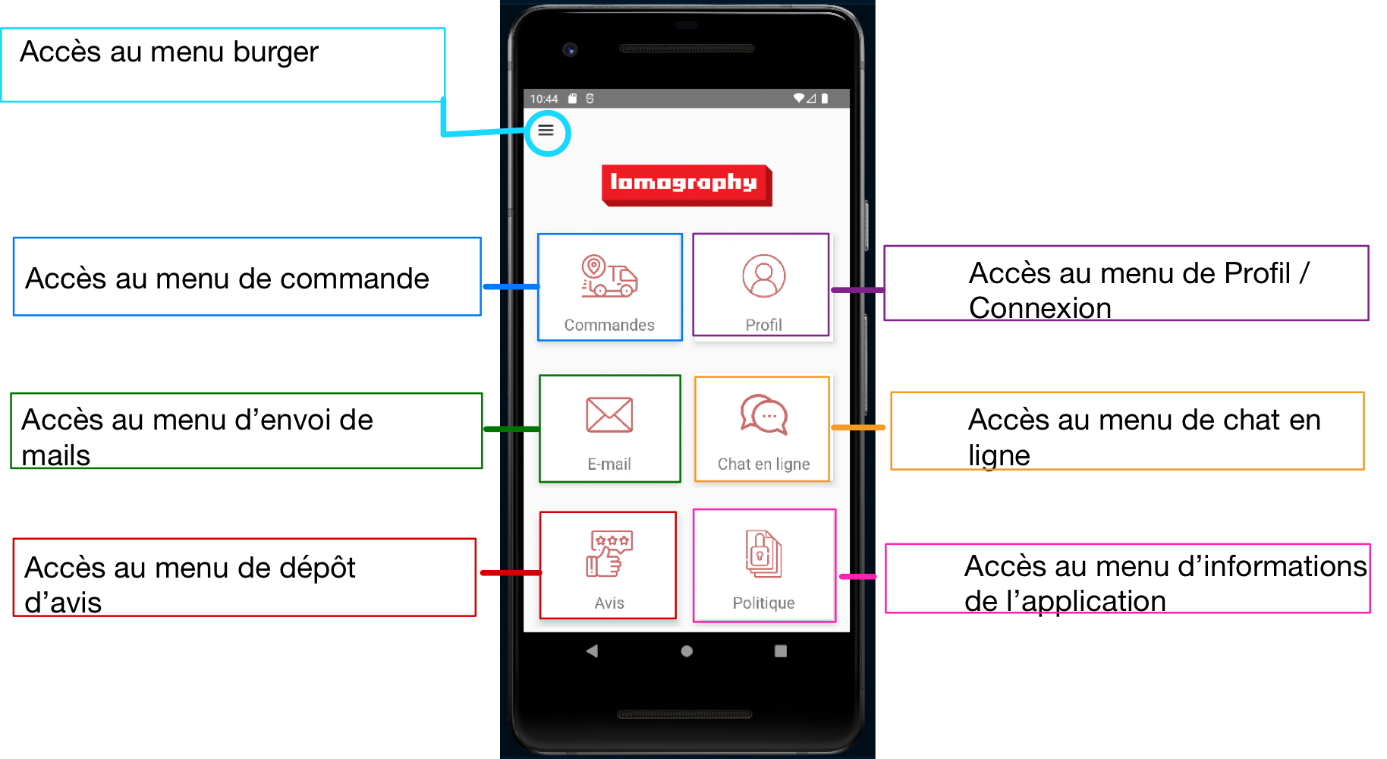 Accès au menu burger
10:44
lomography
Accès au menu de commande
Commandes
Profil
Accès au menu de Profil /
Connexion
Accès au menu d’envoi de
mails
E-mail
Chat en ligne
Accès au menu de chat en
ligne
Accès au menu de dépôt
d’avis
Avis
Politique
Accès au menu d’informations
de l’application